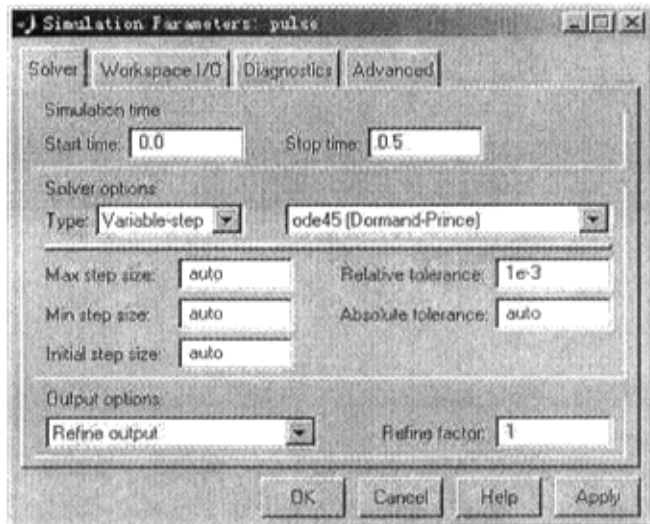 Simulation Parameters: pulse
Solver Workspace I/O Diagnostics Advanced
Simulation time
Start time: 0.0 Stop time: 0.5
Solver options
Type: Variable-step ode45 (Dormand-Prince)
Max step size: auto Relative tolerance: 1e-3
Min step size: auto Absolute tolerance: auto
Initial step size: auto
Output options
Refine output Refine factor: 1
OK Cancel Help Apply